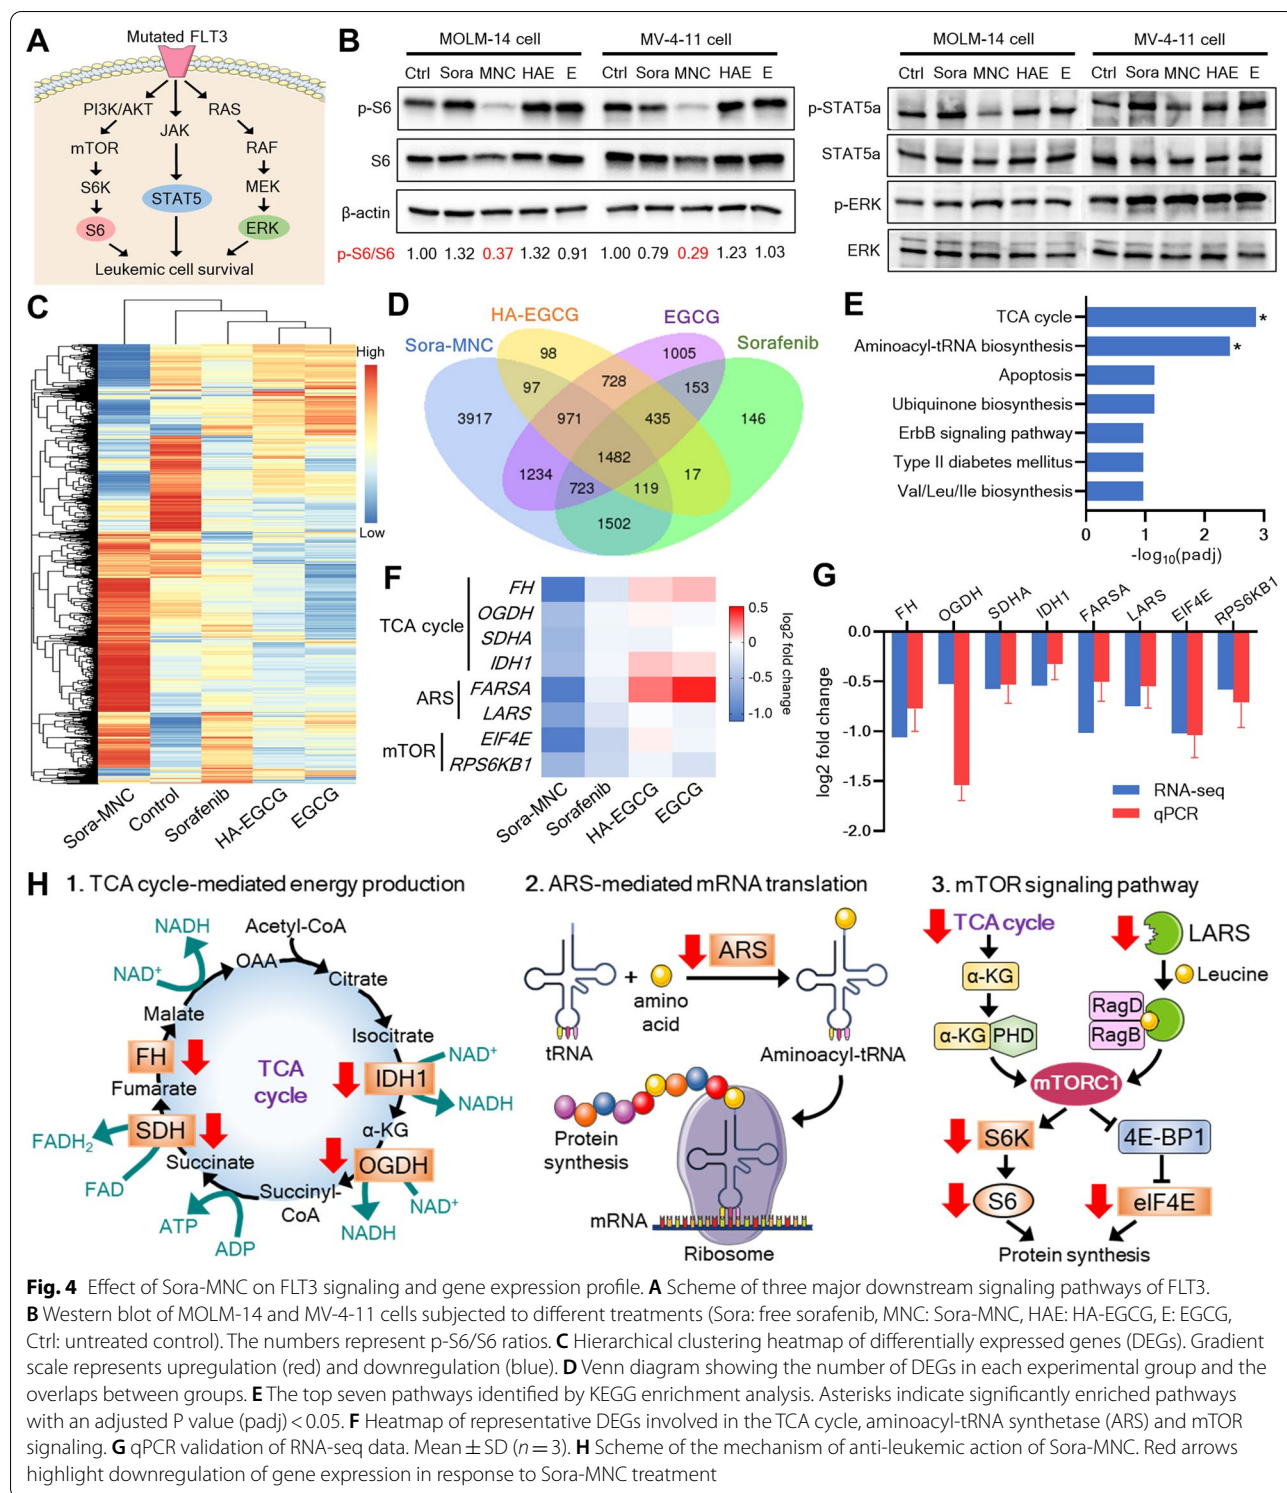 A
Mutated FLT3
PI3K/AKT
RAS
JAK
mTOR
RAF
S6K
MEK
STAT5
S6
ERK
Leukemic cell survival
B
MOLM-14 cell
MV-4-11 cell
Ctrl Sora MNC HAE E Ctrl Sora MNC HAE E
p-S6
S6
β-actin
p-S6/S6 1.00 1.32 0.37 1.32 0.91 1.00 0.79 0.29 1.23 1.03
MOLM-14 cell
MV-4-11 cell
Ctrl Sora MNC HAE E Ctrl Sora MNC HAE E
p-STAT5a
STAT5a
p-ERK
ERK
C
High
Low
Sora-MNC
Control
Sorafenib
HA-EGCG
EGCG
D
HA-EGCG
EGCG
Sora-MNC
Sorafenib
98
1005
97
728
153
3917
971
435
146
1482
1234
17
723
119
1502
E
TCA cycle
*
Aminoacyl-tRNA biosynthesis
*
Apoptosis
Ubiquinone biosynthesis
ErbB signaling pathway
Type II diabetes mellitus
Val/Leu/Ile biosynthesis
0 1 2 3
-log10(padj)
F
TCA cycle
FH
OGDH
SDHA
IDH1
ARS
FARSA
LARS
mTOR
EIF4E
RPS6KB1
Sora-MNC
Sorafenib
HA-EGCG
EGCG
0.5
0
-0.5
-1.0
log2 fold change
G
FH
OGDH
SDHA
IDH1
FARSA
LARS
EIF4E
RPS6KB1
0.0
-0.5
-1.0
-1.5
-2.0
log2 fold change
RNA-seq
qPCR
H 1. TCA cycle-mediated energy production
NADH
Acetyl-CoA
NAD+
OAA
Citrate
Malate
Isocitrate
FH
TCA
cycle
IDH1
NAD+
NADH
Fumarate
SDH
α-KG
FADH2
Succinate
OGDH
FAD
Succinyl-
CoA
NAD+
ATP
NADH
ADP
2. ARS-mediated mRNA translation
ARS
+
amino
acid
tRNA
Aminoacyl-tRNA
Protein
synthesis
mRNA
Ribosome
3. mTOR signaling pathway
TCA cycle
LARS
α-KG
Leucine
RagD
RagB
α-KG PHD
mTORC1
S6K
4E-BP1
S6
eIF4E
Protein synthesis
Fig. 4 Effect of Sora-MNC on FLT3 signaling and gene expression profile. A Scheme of three major downstream signaling pathways of FLT3.
B Western blot of MOLM-14 and MV-4-11 cells subjected to different treatments (Sora: free sorafenib, MNC: Sora-MNC, HAE: HA-EGCG, E: EGCG,
Ctrl: untreated control). The numbers represent p-S6/S6 ratios. C Hierarchical clustering heatmap of differentially expressed genes (DEGs). Gradient
scale represents upregulation (red) and downregulation (blue). D Venn diagram showing the number of DEGs in each experimental group and the
overlaps between groups. E The top seven pathways identified by KEGG enrichment analysis. Asterisks indicate significantly enriched pathways
with an adjusted P value (padj) < 0.05. F Heatmap of representative DEGs involved in the TCA cycle, aminoacyl-tRNA synthetase (ARS) and mTOR
signaling. G qPCR validation of RNA-seq data. Mean ± SD (n = 3). H Scheme of the mechanism of anti-leukemic action of Sora-MNC. Red arrows
highlight downregulation of gene expression in response to Sora-MNC treatment